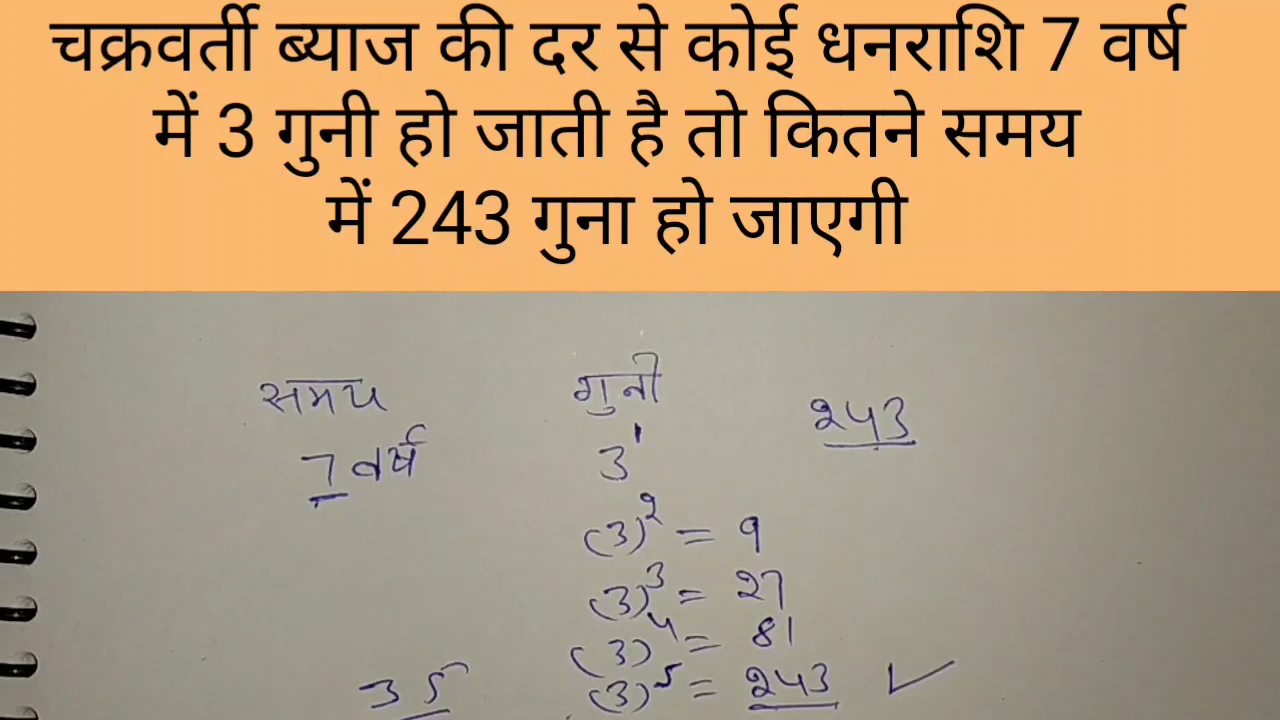 चक्रवर्ती ब्याज की दर से कोई धनराशि 7 वर्ष
में 3 गुनी हो जाती है तो कितने समय
में 243 गुना हो जाएगी
समय गुनी 243
7 वर्ष 3¹
(3)² = 9
(3)³ = 27
(3)⁴ = 81
35 (3)⁵ = 243 ✓